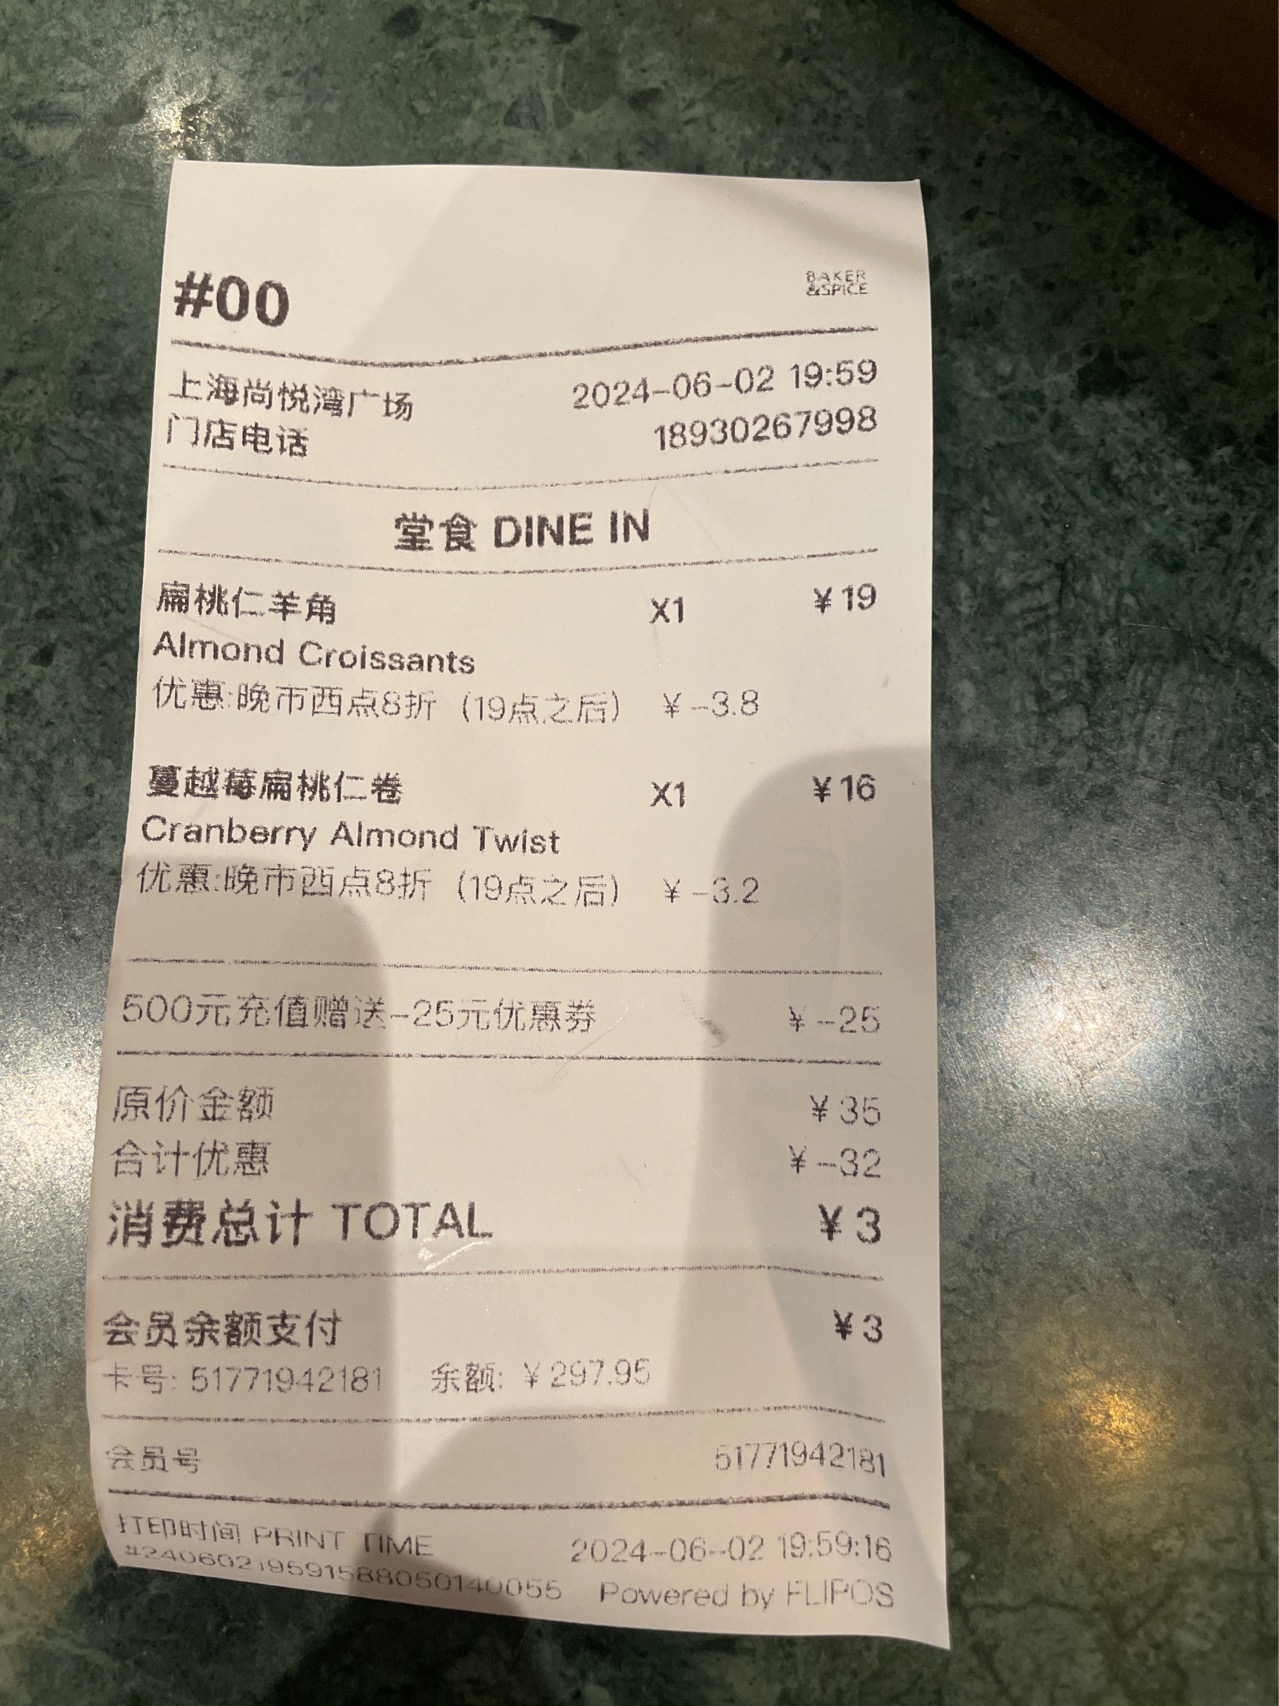 #00
BAKER
&SPICE
上海尚悦湾广场 2024-06-02 19:59
门店电话 18930267998
堂食 DINE IN
扁桃仁羊角 X1 ¥19
Almond Croissants
优惠:晚市西点8折（19点之后） ¥-3.8
蔓越莓扁桃仁卷 X1 ¥16
Cranberry Almond Twist
优惠:晚市西点8折（19点之后） ¥-3.2
500元充值赠送-25元优惠券 ¥-25
原价金额 ¥35
合计优惠 ¥-32
消费总计 TOTAL ¥3
会员余额支付 ¥3
卡号: 51771942181 余额: ¥297.95
会员号 51771942181
打印时间 PRINT TIME 2024-06-02 19:59:16
#24060219591588050140055 Powered by FLIPOS